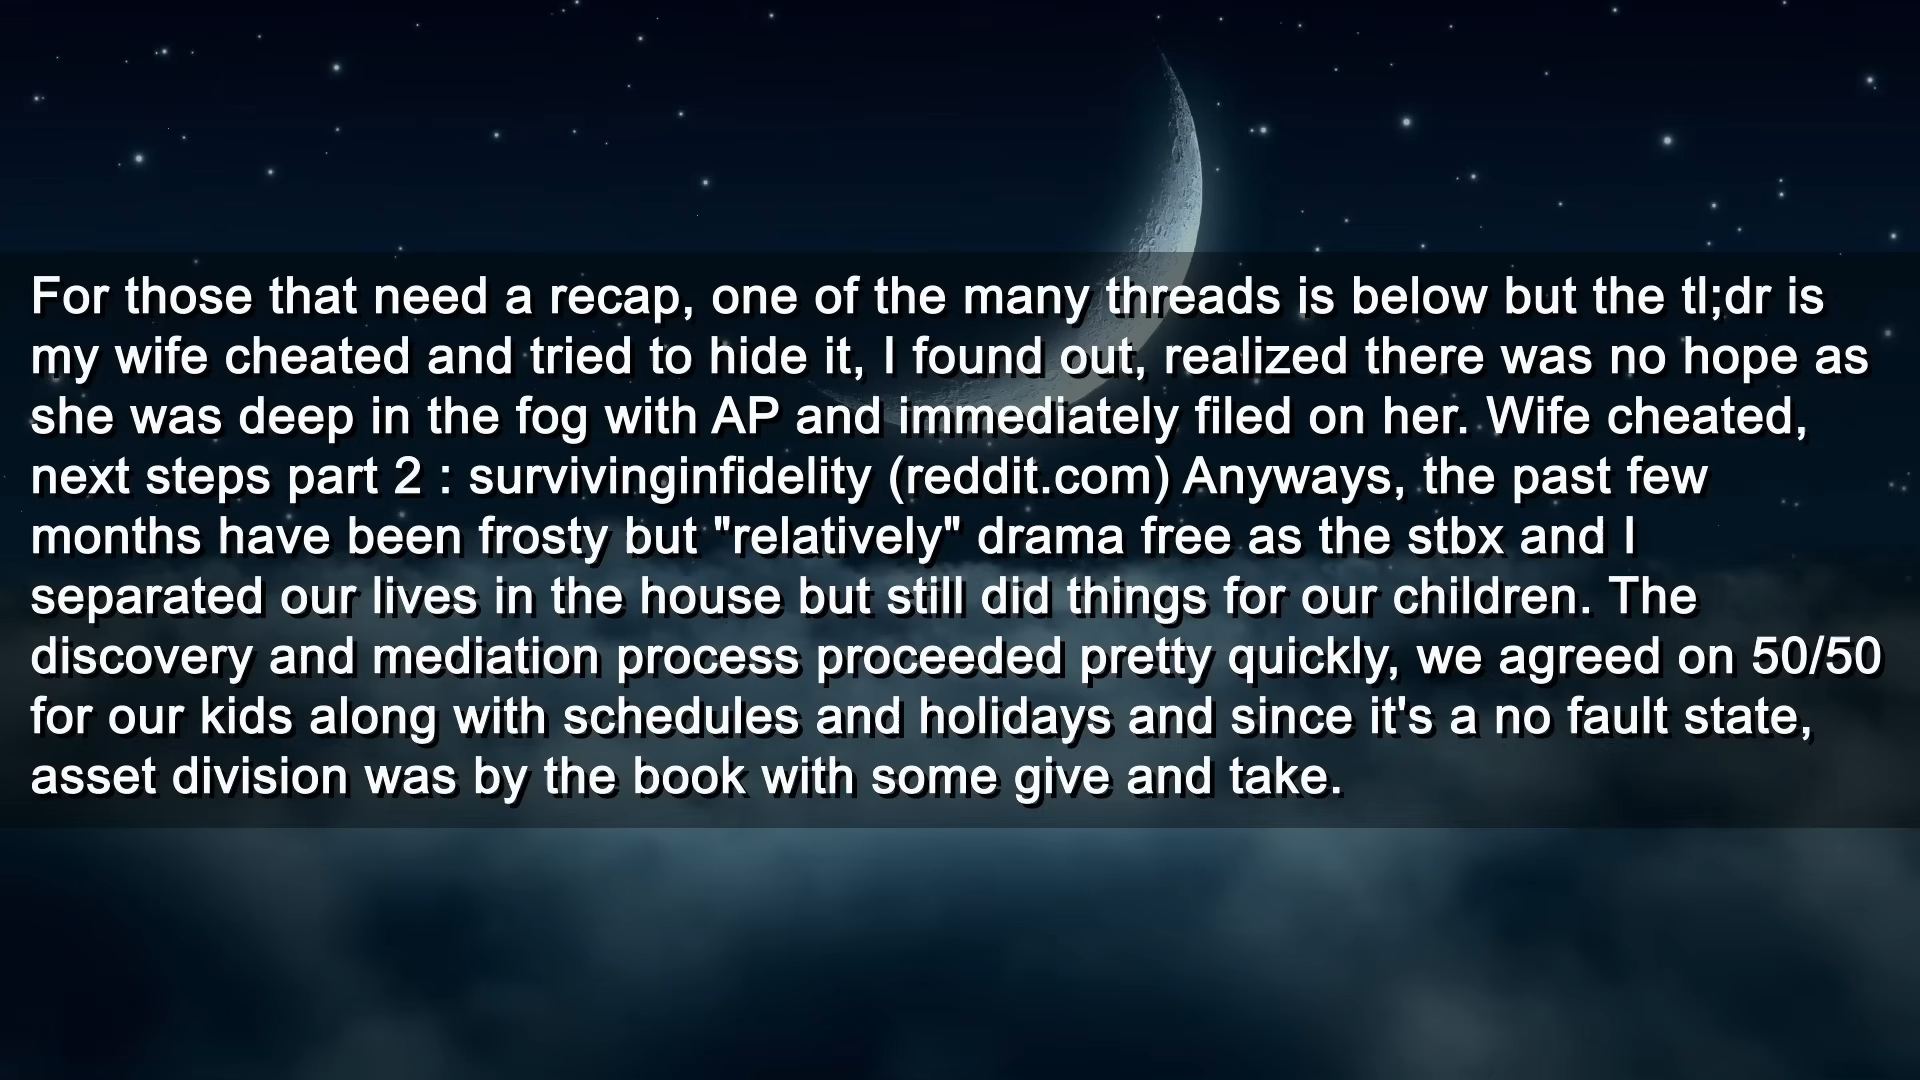 For those that need a recap, one of the many threads is below but the tl;dr is
my wife cheated and tried to hide it, I found out, realized there was no hope as
she was deep in the fog with AP and immediately filed on her. Wife cheated,
next steps part 2 : survivinginfidelity (reddit.com) Anyways, the past few
months have been frosty but "relatively" drama free as the stbx and I
separated our lives in the house but still did things for our children. The
discovery and mediation process proceeded pretty quickly, we agreed on 50/50
for our kids along with schedules and holidays and since it's a no fault state,
asset division was by the book with some give and take.